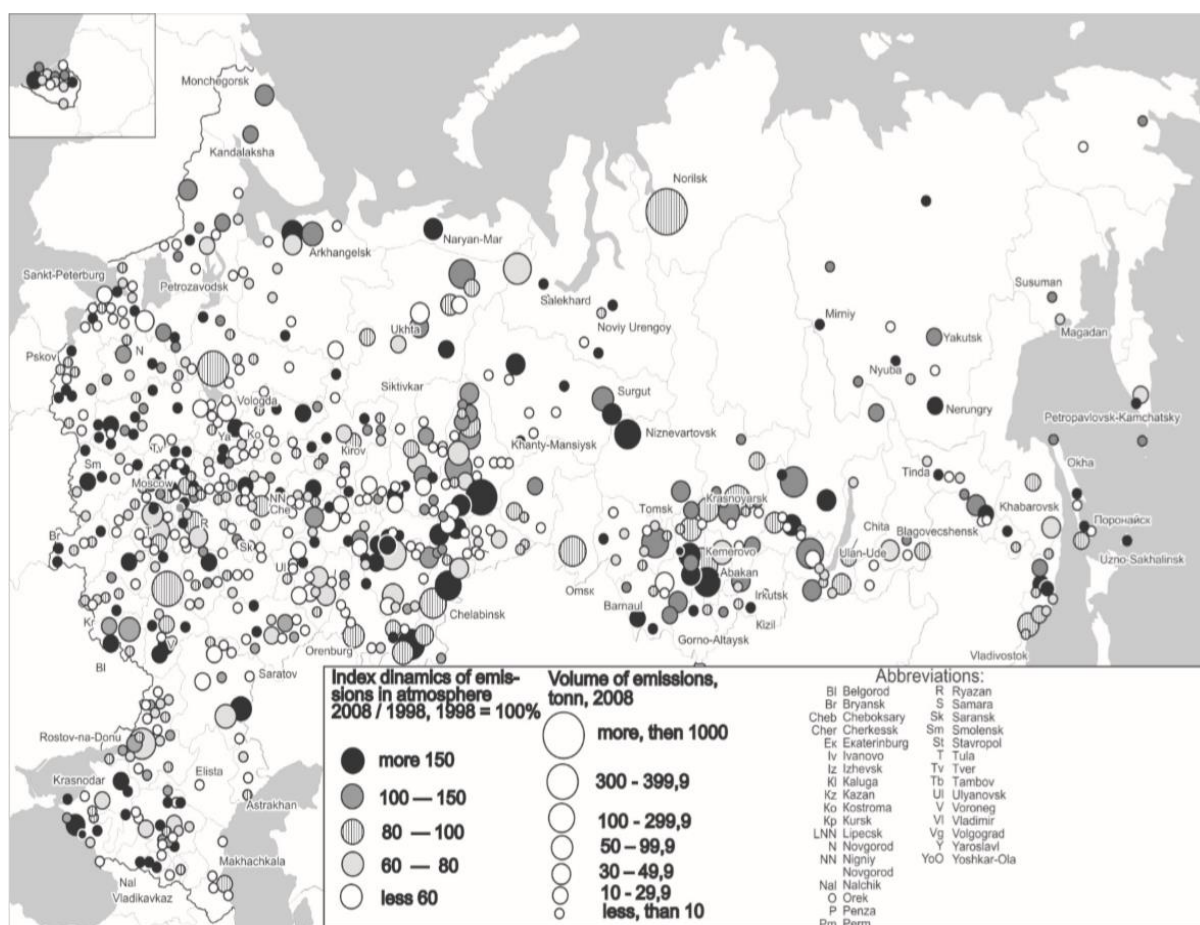 Monchegorsk
Kandalaksha
Norilsk
Arkhangelsk
Naryan-Mar
Sankt-Peterburg
Petrozavodsk
Salekhard
Noviy Urengoy
Mirniy
Susuman
Magadan
Ukhta
Pskov
N
Yakutsk
Nyuba
Siktivkar
Surgut
Vologda
Nerungry
Petropavlovsk-Kamchatsky
Ya
Ko
Niznevartovsk
Tv
Kirov
Khanty-Mansiysk
Sm
Okha
Tinda
Moscow
NN
Che
Krasnoyarsk
Tomsk
Khabarovsk
R
Chita
Blagovecshensk
Поронайск
Br
Sk
Kemerovo
Ulan-Ude
Uzno-Sakhalinsk
Ul
Abakan
Omsk
Irkutsk
Barnaul
Chelabinsk
Kr
Kizil
V
Gorno-Altaysk
Orenburg
Vladivostok
Bl
Saratov
Rostov-na-Donu
Elista
Krasnodar
Astrakhan
Makhachkala
Nal
Vladikavkaz
Index dinamics of emis-
sions in atmosphere
2008 / 1998, 1998 = 100%
more 150
100 — 150
80 — 100
60 — 80
less 60
Volume of emissions,
tonn, 2008
more, then 1000
300 - 399,9
100 - 299,9
50 - 99,9
30 - 49,9
10 - 29,9
less, than 10
Abbreviations:
Bl Belgorod
Br Bryansk
Cheb Cheboksary
Cher Cherkessk
Ex Exaterinburg
Iv Ivanovo
Iz Izhevsk
Kl Kaluga
Kz Kazan
Ko Kostroma
Kp Kursk
LNN Lipecsk
N Novgorod
NN Nigniy
Novgorod
Nal Nalchik
O Orek
P Penza
Pm Perm
R Ryazan
S Samara
Sk Saransk
Sm Smolensk
St Stavropol
T Tula
Tv Tver
Tb Tambov
Ul Ulyanovsk
V Voroneg
Vl Vladimir
Vg Volgograd
Y Yaroslavl
YoO Yoshkar-Ola